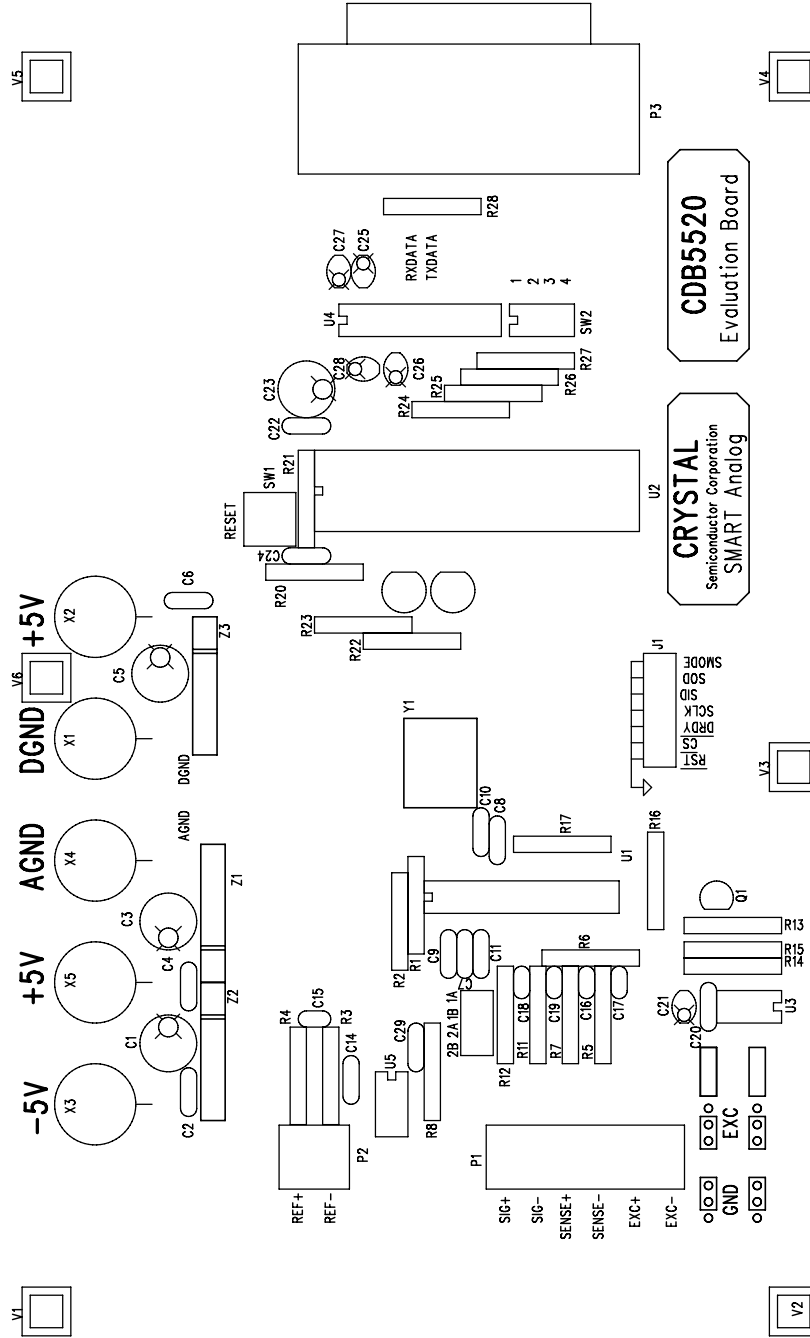 V1
V6
V5
-5V
+5V
AGND
DGND
+5V
X3
X5
X4
X1
X2
C1
C3
C5
C2
C4
AGND
DGND
C6
Z2
Z1
Z3
RESET
SW1
C22
C23
C24
R20
R21
REF+
REF-
P2
R4
C15
R3
C14
R23
R22
U4
C27
C25
C28
C26
U5
C29
R8
R2
R1
Y1
R24
R25
R26
R27
RXDATA
TXDATA
R28
C9
C7
C11
2B 2A 1B 1A
C10
C8
P1
SIG+
SIG-
SENSE+
SENSE-
EXC+
EXC-
R12
R11
C18
R7
C19
R5
C16
C17
R6
R17
U1
R16
1
2
3
4
SW2
U2
P3
J1
RST
CS
DRDY
SCLK
SID
SOD
SMODE
C21
C20
U3
R14
R15
R13
Q1
GND
EXC
CRYSTAL
Semiconductor Corporation
SMART Analog
CDB5520
Evaluation Board
V2
V3
V4